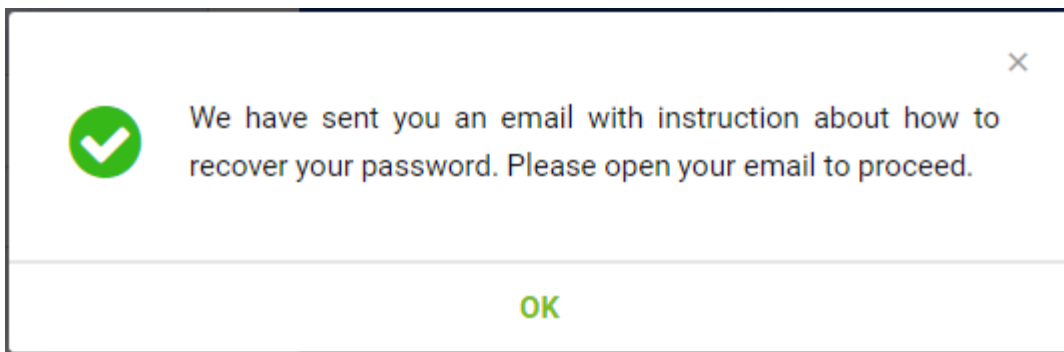 We have sent you an email with instruction about how to
recover your password. Please open your email to proceed.
OK